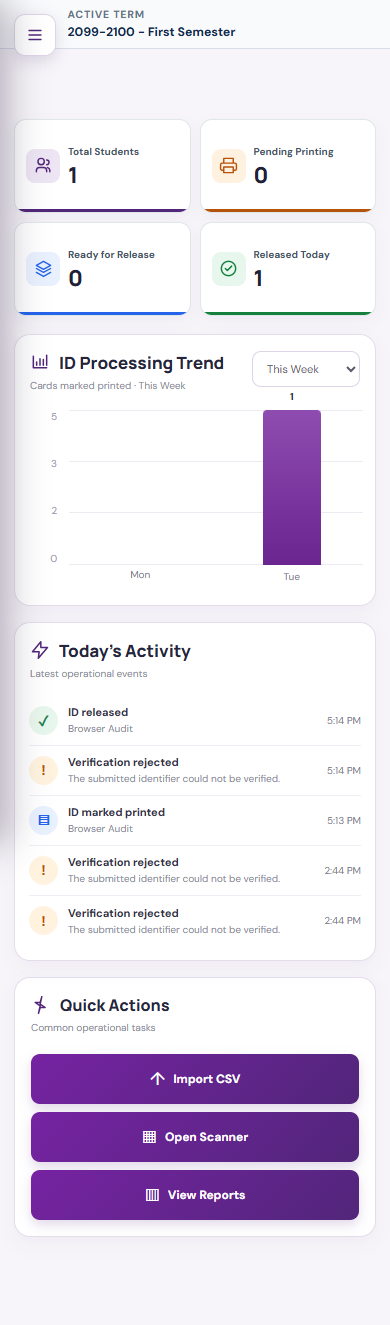 ACTIVE TERM
2099-2100 - First Semester
Total Students
1
Pending Printing
0
Ready for Release
0
Released Today
1
ID Processing Trend
Cards marked printed · This Week
This Week
1
5
3
2
0
Mon
Tue
Today's Activity
Latest operational events
ID released
Browser Audit
5:14 PM
Verification rejected
The submitted identifier could not be verified.
5:14 PM
ID marked printed
Browser Audit
5:13 PM
Verification rejected
The submitted identifier could not be verified.
2:44 PM
Verification rejected
The submitted identifier could not be verified.
2:44 PM
Quick Actions
Common operational tasks
Import CSV
Open Scanner
View Reports